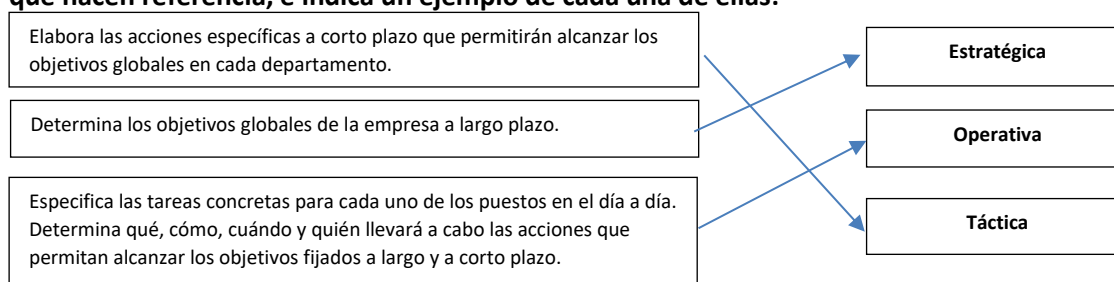 que hacen referencia, e indica un ejemplo de cada una de ellas:
Elabora las acciones específicas a corto plazo que permitirán alcanzar los
objetivos globales en cada departamento.
Estratégica
Determina los objetivos globales de la empresa a largo plazo.
Operativa
Especifica las tareas concretas para cada uno de los puestos en el día a día.
Determina qué, cómo, cuándo y quién llevará a cabo las acciones que
permitan alcanzar los objetivos fijados a largo y a corto plazo.
Táctica